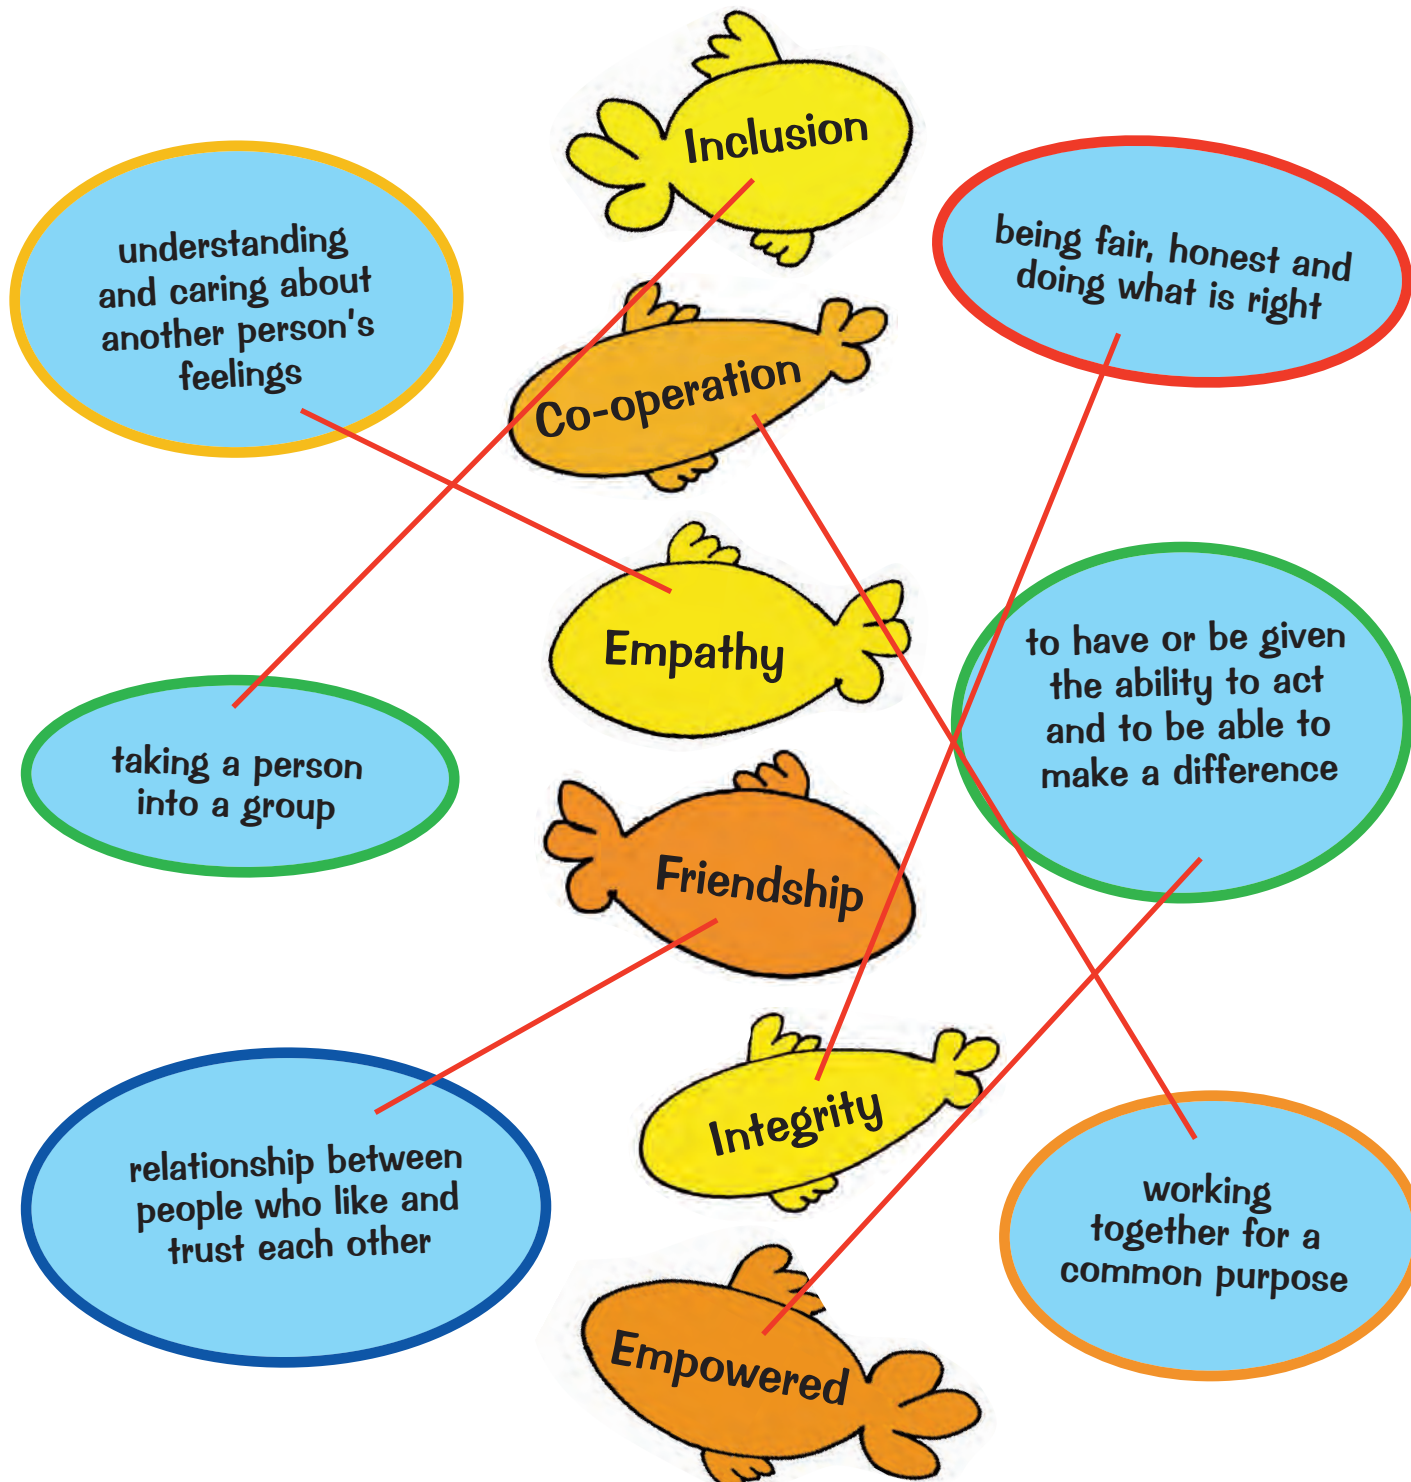 Inclusion
understanding
and caring about
another person's
feelings
being fair, honest and
doing what is right
Co-operation
Empathy
to have or be given
the ability to act
and to be able to
make a difference
taking a person
into a group
Friendship
Integrity
relationship between
people who like and
trust each other
working
together for a
common purpose
Empowered